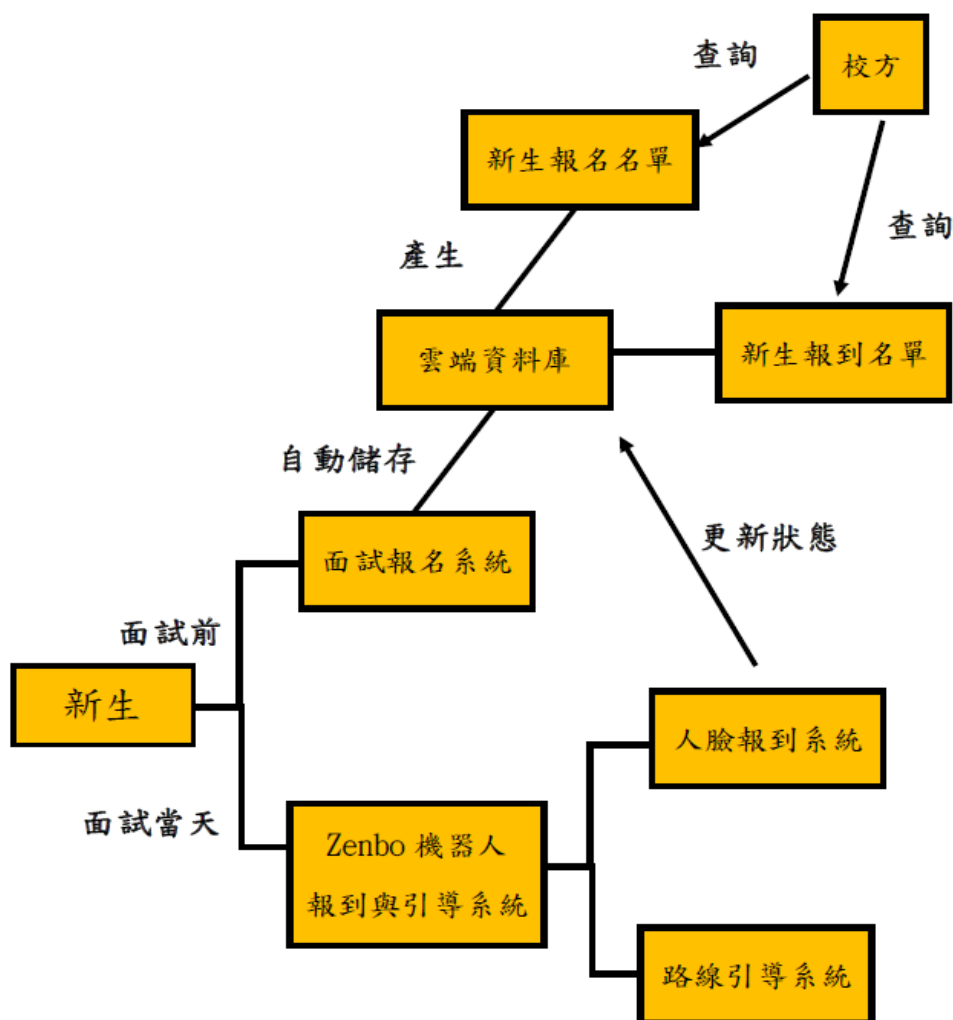 查詢
校方
新生報名名單
查詢
產生
雲端資料庫
新生報到名單
自動儲存
更新狀態
面試報名系統
面試前
新生
人臉報到系統
面試當天
Zenbo 機器人
報到與引導系統
路線引導系統